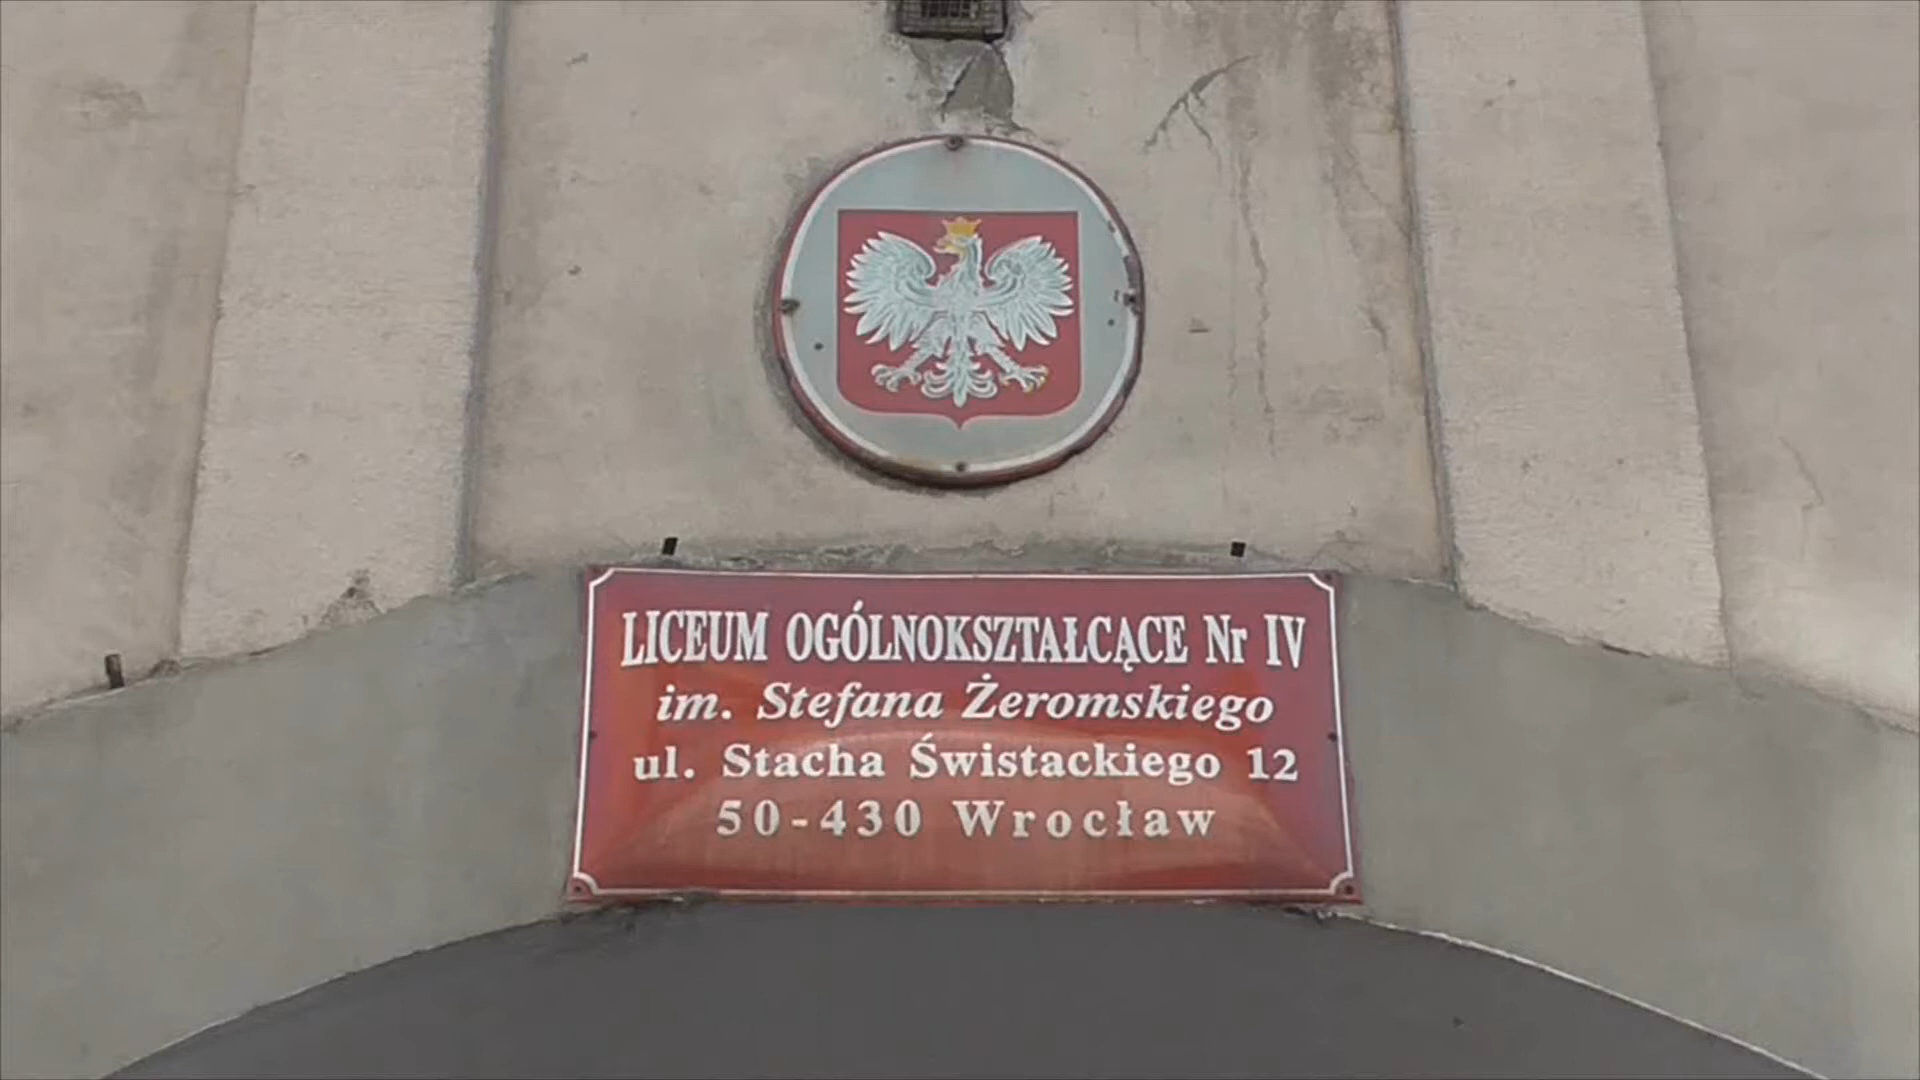 LICEUM OGÓLNOKSZTAŁCĄCE Nr IV
im. Stefana Żeromskiego
ul. Stacha Świstackiego 12
50-430 Wrocław